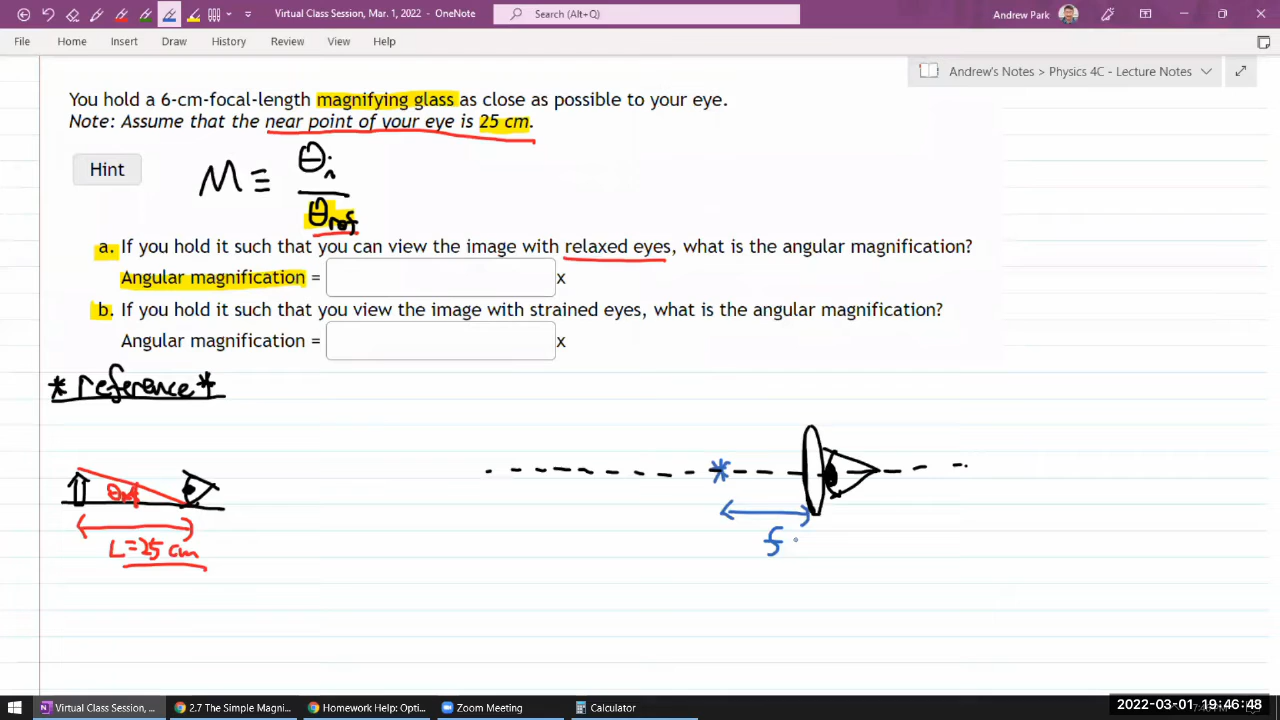 Virtual Class Session, Mar. 1, 2022 - OneNote
Search (Alt+Q)
Andrew Park
File Home Insert Draw History Review View Help
Andrew's Notes > Physics 4C - Lecture Notes
You hold a 6-cm-focal-length magnifying glass as close as possible to your eye.
Note: Assume that the near point of your eye is 25 cm.
Hint
M ≡ θi / θref
a. If you hold it such that you can view the image with relaxed eyes, what is the angular magnification?
Angular magnification = x
b. If you hold it such that you view the image with strained eyes, what is the angular magnification?
Angular magnification = x
*reference*
θref
L=25 cm
f
Virtual Class Session, ... 2.7 The Simple Magni... Homework Help: Opti... Zoom Meeting Calculator
2022-03-01 19:46:48